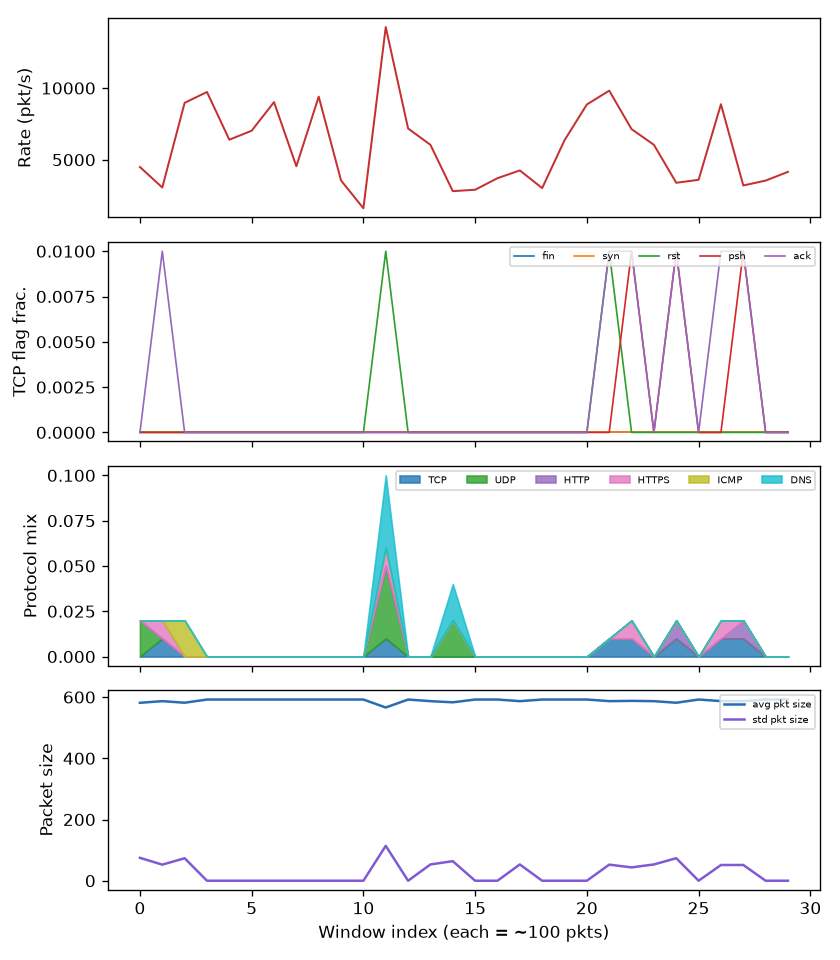 Rate (pkt/s)
10000
5000
TCP flag frac.
0.0100
0.0075
0.0050
0.0025
0.0000
fin syn rst psh ack
Protocol mix
0.100
0.075
0.050
0.025
0.000
TCP UDP HTTP HTTPS ICMP DNS
Packet size
600
400
200
0
avg pkt size
std pkt size
0 5 10 15 20 25 30
Window index (each = ~100 pkts)